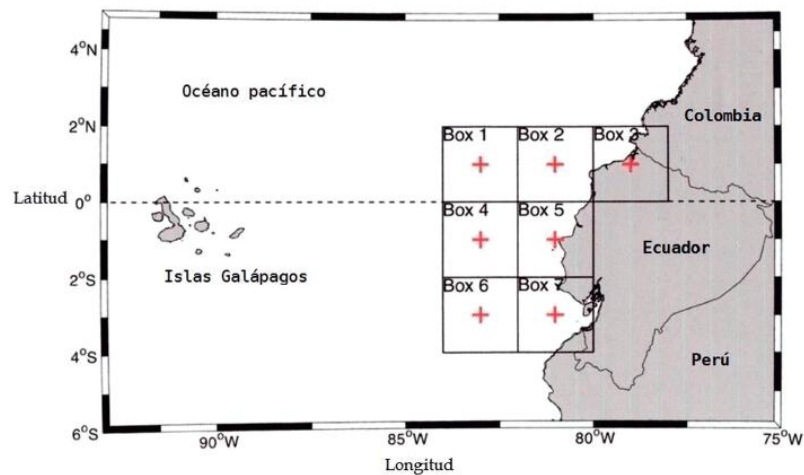 4°N
Océano pacífico
2°N
Box 1 Box 2 Box 3
Colombia
Latitud 0°
Box 4 Box 5
Ecuador
Islas Galápagos
2°S
Box 6 Box 7
Perú
4°S
6°S
90°W 85°W 80°W 75°W
Longitud